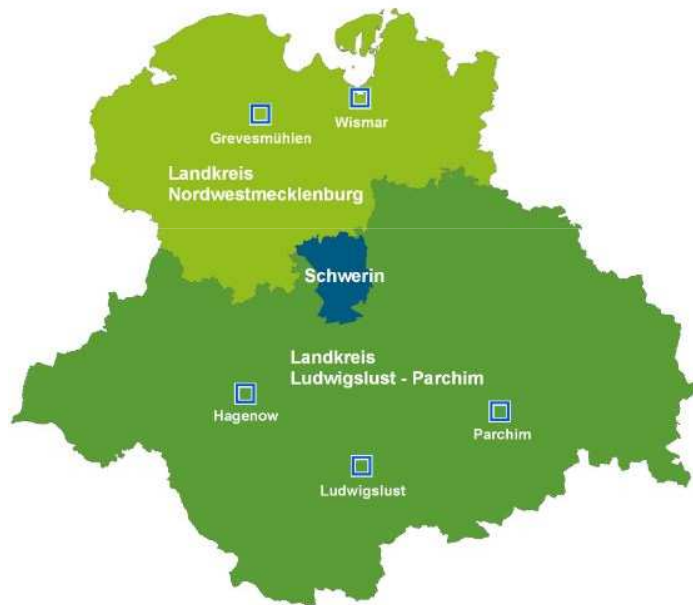 Wismar
Grevesmühlen
Landkreis
Nordwestmecklenburg
Schwerin
Landkreis
Ludwigslust - Parchim
Hagenow
Parchim
Ludwigslust